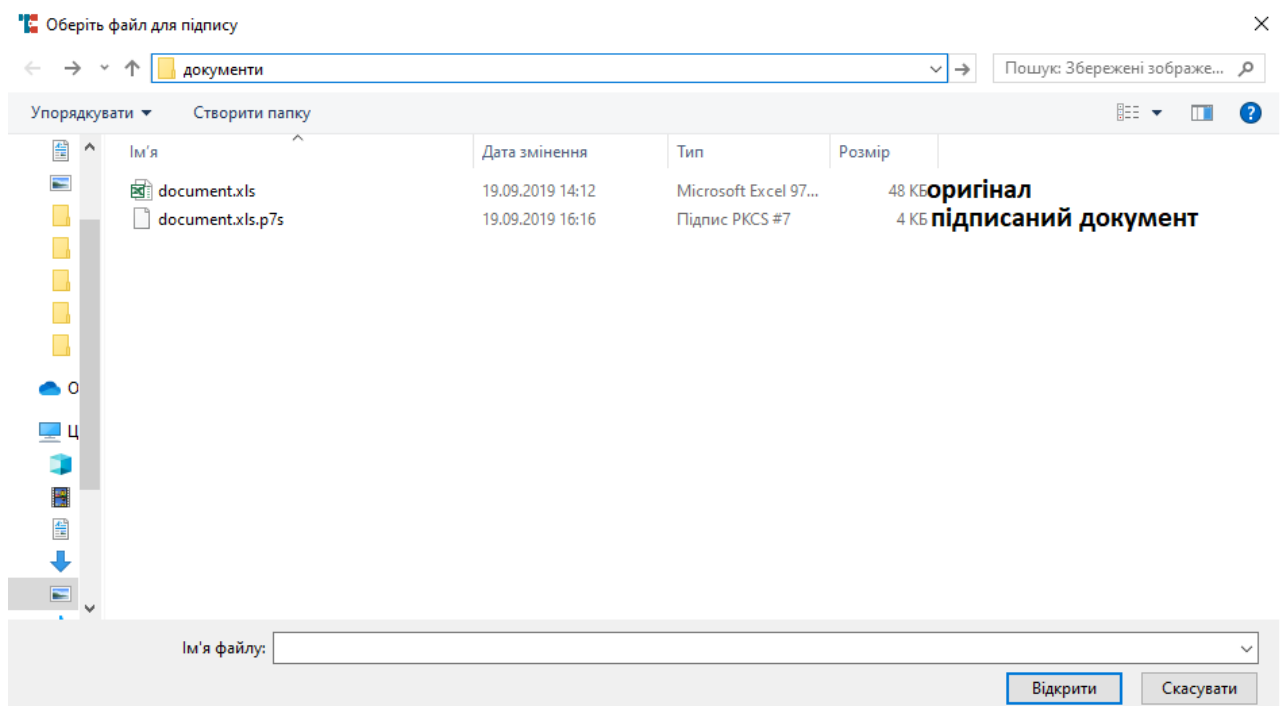 Оберіть файл для підпису
документи
Пошук: Збережені зображе...
Упорядкувати Створити папку
Ім'я Дата змінення Тип Розмір
document.xls 19.09.2019 14:12 Microsoft Excel 97... 48 КБ оригінал
document.xls.p7s 19.09.2019 16:16 Підпис PKCS #7 4 КБ підписаний документ
О
Ц
Ім'я файлу:
Відкрити Скасувати